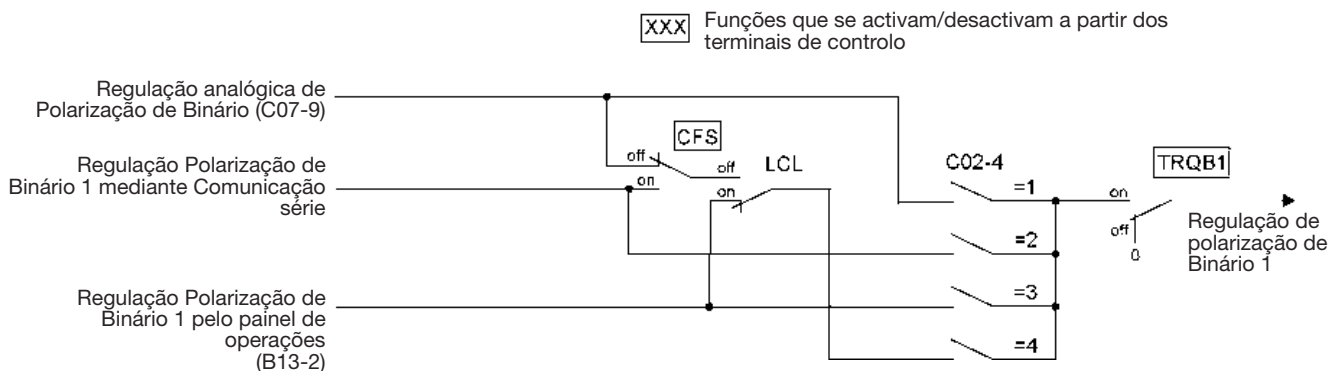 XXX Funções que se activam/desactivam a partir dos
terminais de controlo
Regulação analógica de
Polarização de Binário (C07-9)
Regulação Polarização de
Binário 1 mediante Comunicação
série
Regulação Polarização de
Binário 1 pelo painel de
operações
(B13-2)
CFS
off
on
off
on
LCL
C02-4
=1
=2
=3
=4
TRQB1
on
off
0
Regulação de
polarização de
Binário 1